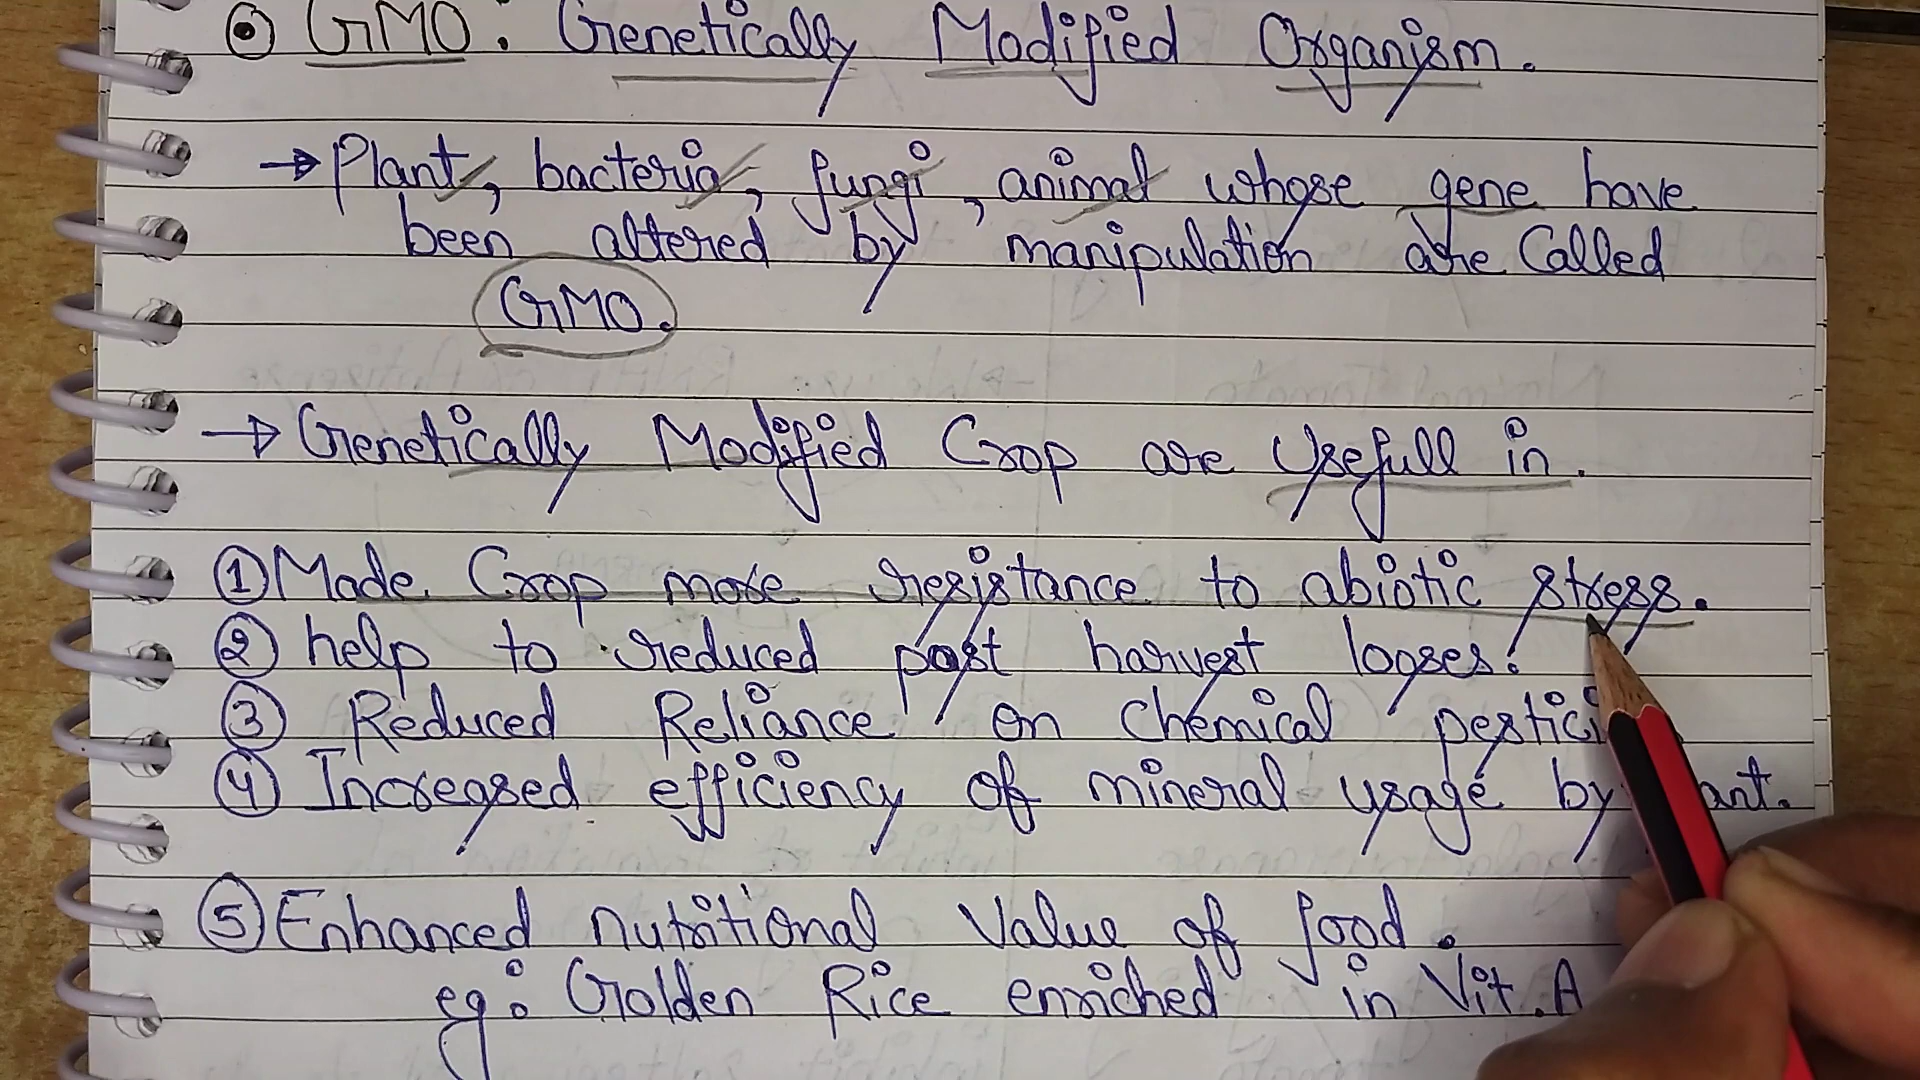 GMO: Genetically Modified Organism.
→ Plant, bacteria, fungi, animal whose gene have
been altered by manipulation are Called
GMO.
→ Genetically Modified Crop are Usefull in.
① Made Crop more resistance to abiotic stress.
② help to reduced post harvest looses.
③ Reduced Reliance on Chemical
④ Increased efficiency of mineral usage by
⑤ Enhanced nutritional Value of food.
eg: Golden Rice enriched in Vit. A